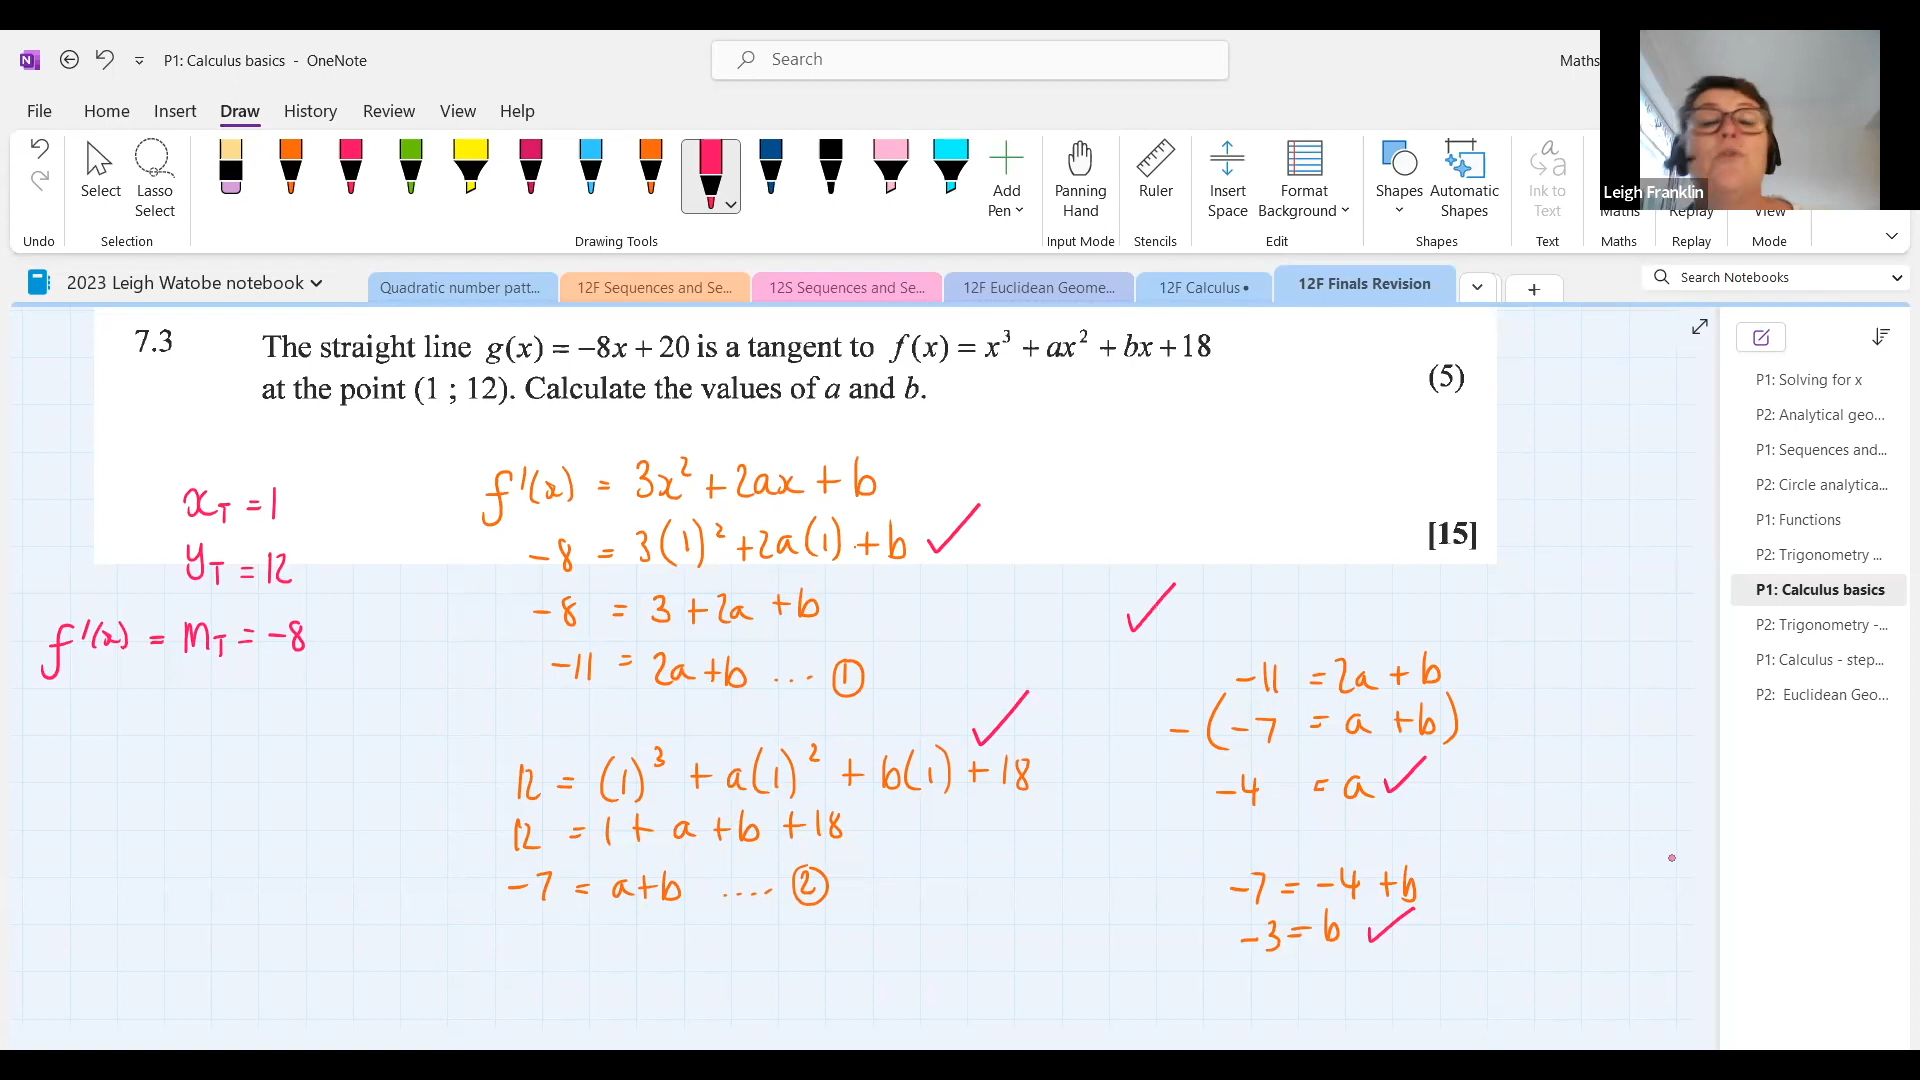 P1: Calculus basics - OneNote
Search
Maths
Leigh Franklin
File Home Insert Draw History Review View Help
Undo
Select
Lasso Select
Selection
Drawing Tools
Add Pen
Panning Hand
Input Mode
Ruler
Stencils
Insert Space
Format Background
Edit
Shapes
Automatic Shapes
Shapes
Ink to Text
Text
Maths
Maths
Replay
Replay
View
Mode
2023 Leigh Watobe notebook
Quadratic number patt...
12F Sequences and Se...
12S Sequences and Se...
12F Euclidean Geome...
12F Calculus •
12F Finals Revision
+
Search Notebooks
7.3 The straight line g(x) = −8x + 20 is a tangent to f(x) = x³ + ax² + bx + 18
at the point (1 ; 12). Calculate the values of a and b. (5)
[15]
x_T = 1
y_T = 12
f'(x) = m_T = -8
f'(x) = 3x² + 2ax + b
-8 = 3(1)² + 2a(1) + b ✓
-8 = 3 + 2a + b
-11 = 2a + b .... ①
12 = (1)³ + a(1)² + b(1) + 18 ✓
12 = 1 + a + b + 18
-7 = a + b .... ②
✓
-11 = 2a + b
-(-7 = a + b)
-4 = a ✓
-7 = -4 + b
-3 = b ✓
P1: Solving for x
P2: Analytical geo...
P1: Sequences and...
P2: Circle analytica...
P1: Functions
P2: Trigonometry ...
P1: Calculus basics
P2: Trigonometry -...
P1: Calculus - step...
P2: Euclidean Geo...